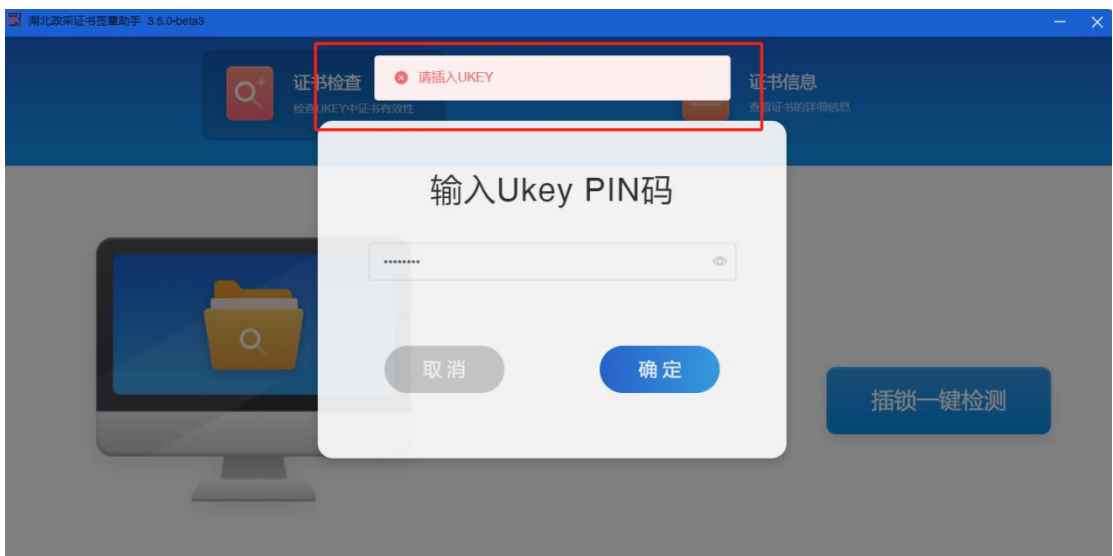 湖北政采证书签章助手 3.5.0-beta3
证书检查
检查UKEY中证书有效性
请插入UKEY
证书信息
查看证书的详细信息
输入Ukey PIN码
········
取消
确定
插锁一键检测